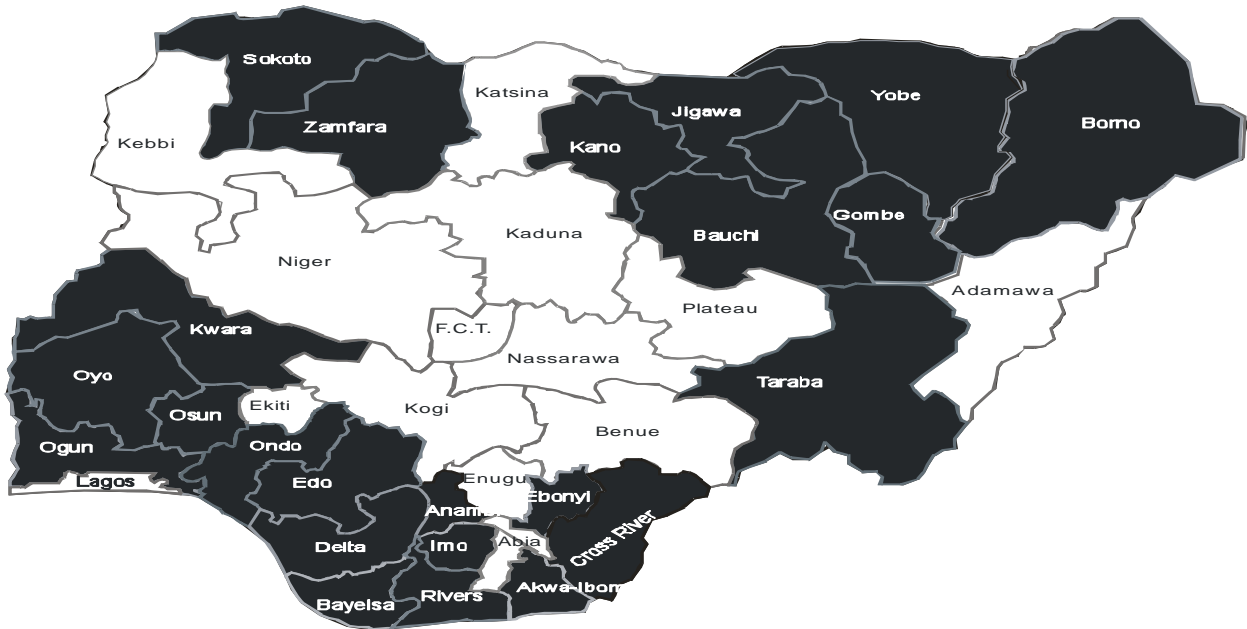 Sokoto
Katsina
Yobe
Jigawa
Borno
Zamfara
Kebbi
Kano
Gombe
Kaduna
Bauchi
Niger
Adamawa
Plateau
F.C.T.
Kwara
Nassarawa
Oyo
Taraba
Ekiti
Kogi
Osun
Benue
Ogun
Ondo
Enugu
Lagos
Edo
Ebonyi
Anam
Cross River
Delta
Imo
Abia
Akwa-Ibom
Rivers
Bayelsa